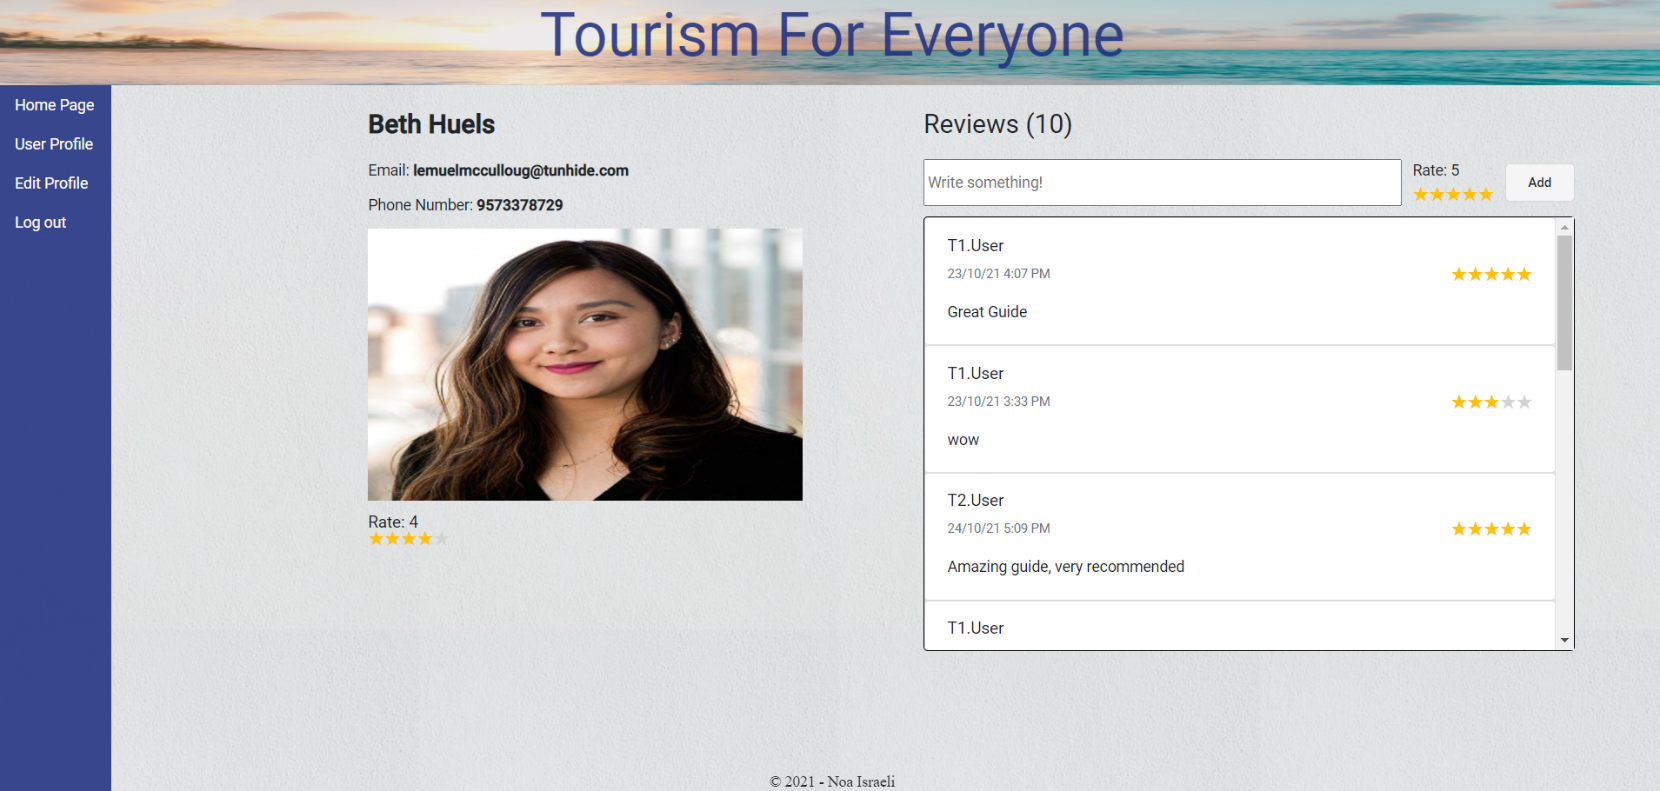 Tourism For Everyone
Home Page
User Profile
Edit Profile
Log out
Beth Huels
Email: lemuelmcculloug@tunhide.com
Phone Number: 9573378729
Rate: 4
Reviews (10)
Write something!
Rate: 5
Add
T1.User
23/10/21 4:07 PM
Great Guide
T1.User
23/10/21 3:33 PM
wow
T2.User
24/10/21 5:09 PM
Amazing guide, very recommended
T1.User
© 2021 - Noa Israeli